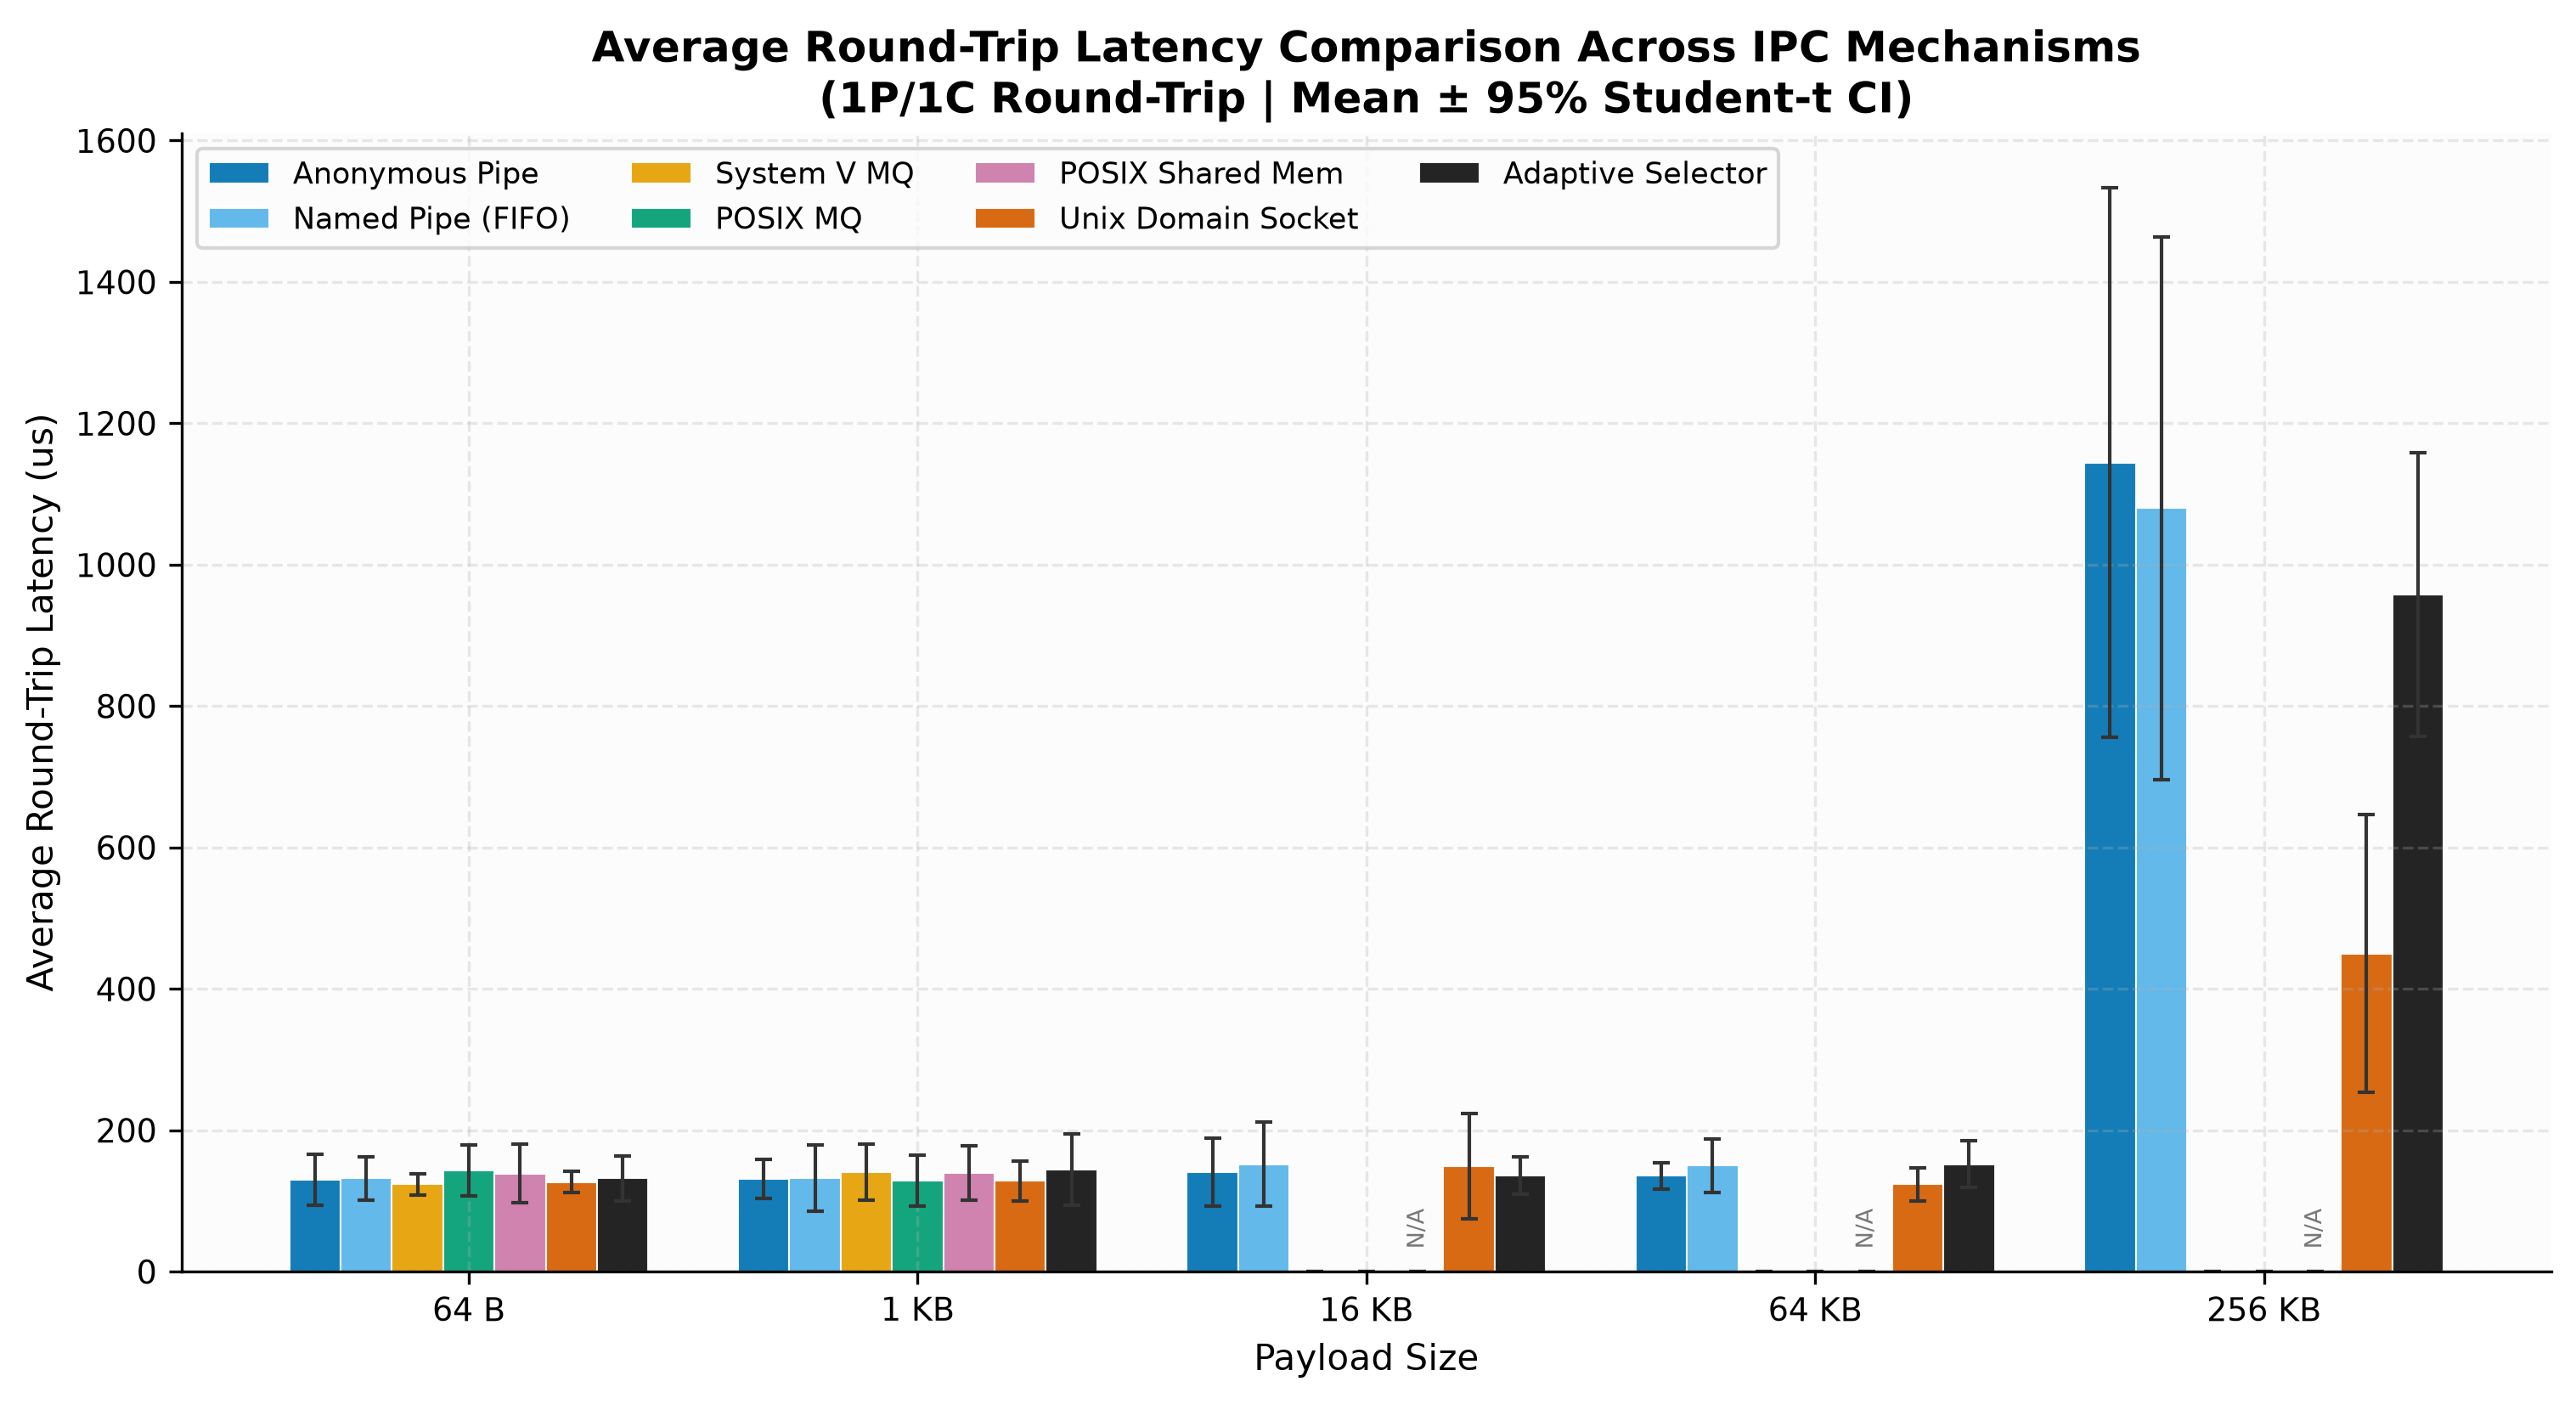 Average Round-Trip Latency Comparison Across IPC Mechanisms
(1P/1C Round-Trip | Mean ± 95% Student-t CI)
Average Round-Trip Latency (us)
1600
1400
1200
1000
800
600
400
200
0
Anonymous Pipe
Named Pipe (FIFO)
System V MQ
POSIX MQ
POSIX Shared Mem
Unix Domain Socket
Adaptive Selector
N/A
N/A
N/A
64 B
1 KB
16 KB
64 KB
256 KB
Payload Size